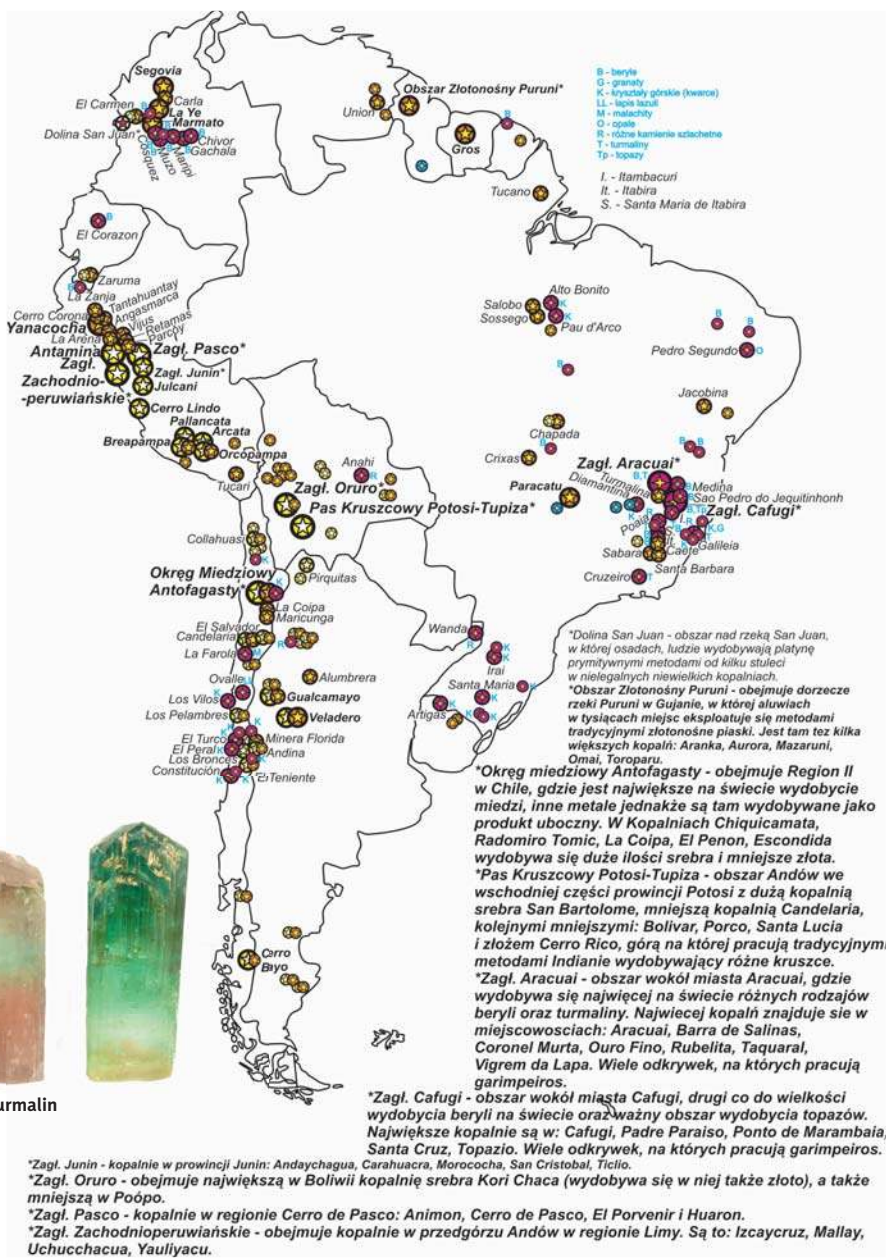 Segovia
El Carmen
Carla
La Ye
Marmato
Dolina San Juan*
Chivor
Gachala
Cosquez
Muzo
Maripi
Union
Obszar Złotonośny Puruni*
Gros
Tucano
B - beryle
G - granaty
K - kryształy górskie (kwarce)
LL - lapis lazuli
M - malachity
O - opale
R - różne kamienie szlachetne
T - turmaliny
Tp - topazy
I. - Itambacuri
It. - Itabira
S. - Santa Maria de Itabira
El Corazon
Zaruma
La Zanja
Tantahuantay
Cerro Corona
Angasmarca
Yanacocha
Vijus
Retamas
La Arena
Parcoy
Antamina
Zagł. Pasco*
Zagł.
Zachodnio-
-peruwiańskie*
Zagł. Junin*
Julcani
Cerro Lindo
Pallancata
Arcata
Breapampa
Orcopampa
Tucari
Alto Bonito
Salobo
Sossego
Pau d'Arco
Pedro Segundo
Jacobina
Chapada
Crixas
Anahi
Zagł. Oruro*
Pas Kruszcowy Potosi-Tupiza*
Zagł. Aracuai*
Paracatu
Diamantina
Turmalina
Medina
Sao Pedro do Jequitinhonh
Zagł. Cafugi*
Poaia
Sabara
Caete
Galileia
Santa Barbara
Cruzeiro
Collahuasi
Pirquitas
Okręg Miedziowy
Antofagasty*
La Coipa
Maricunga
El Salvador
Candelaria
La Farola
Ovalle
Alumbrera
Los Vilos
Gualcamayo
Los Pelambres
Veladero
El Turco
Minera Florida
El Peral
Andina
Los Bronces
Constitución
El Teniente
Wanda
Irai
Santa Maria
Artigas
Cerro
Bayo
*Dolina San Juan - obszar nad rzeką San Juan,
w której osadach, ludzie wydobywają platynę
prymitywnymi metodami od kilku stuleci
w nielegalnych niewielkich kopalniach.
*Obszar Złotonośny Puruni - obejmuje dorzecze
rzeki Puruni w Gujanie, w której aluwiach
w tysiącach miejsc eksploatuje się metodami
tradycyjnymi złotonośne piaski. Jest tam tez kilka
większych kopalń: Aranka, Aurora, Mazaruni,
Omai, Toroparu.
*Okręg miedziowy Antofagasty - obejmuje Region II
w Chile, gdzie jest największe na świecie wydobycie
miedzi, inne metale jednakże są tam wydobywane jako
produkt uboczny. W Kopalniach Chiquicamata,
Radomiro Tomic, La Coipa, El Penon, Escondida
wydobywa się duże ilości srebra i mniejsze złota.
*Pas Kruszcowy Potosi-Tupiza - obszar Andów we
wschodniej części prowincji Potosi z dużą kopalnią
srebra San Bartolome, mniejszą kopalnią Candelaria,
kolejnymi mniejszymi: Bolivar, Porco, Santa Lucia
i złożem Cerro Rico, górą na której pracują tradycyjnymi
metodami Indianie wydobywający różne kruszce.
*Zagł. Aracuai - obszar wokół miasta Aracuai, gdzie
wydobywa się najwięcej na świecie różnych rodzajów
beryli oraz turmaliny. Najwiecej kopalń znajduje sie w
miejscowosciach: Aracuai, Barra de Salinas,
Coronel Murta, Ouro Fino, Rubelita, Taquaral,
Vigrem da Lapa. Wiele odkrywek, na których pracują
garimpeiros.
*Zagł. Cafugi - obszar wokół miasta Cafugi, drugi co do wielkości
wydobycia beryli na świecie oraz ważny obszar wydobycia topazów.
Największe kopalnie są w: Cafugi, Padre Paraiso, Ponto de Marambaia,
Santa Cruz, Topazio. Wiele odkrywek, na których pracują garimpeiros.
urmalin
*Zagł. Junin - kopalnie w prowincji Junin: Andaychagua, Carahuacra, Morococha, San Cristobal, Ticlio.
*Zagł. Oruro - obejmuje największą w Boliwii kopalnię srebra Kori Chaca (wydobywa się w niej także złoto), a także
mniejszą w Poópo.
*Zagł. Pasco - kopalnie w regionie Cerro de Pasco: Animon, Cerro de Pasco, El Porvenir i Huaron.
*Zagł. Zachodnioperuwiańskie - obejmuje kopalnie w przedgórzu Andów w regionie Limy. Są to: Izcaycruz, Mallay,
Uchucchacua, Yauliyacu.